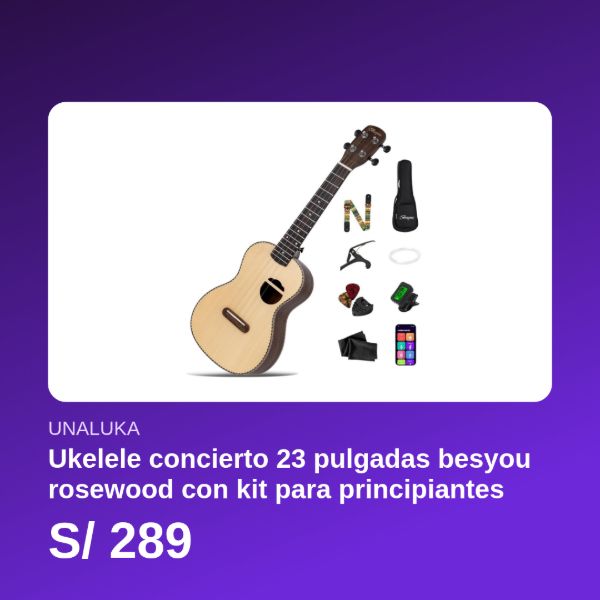 UNALUKA
Ukelele concierto 23 pulgadas besyou
rosewood con kit para principiantes
S/ 289